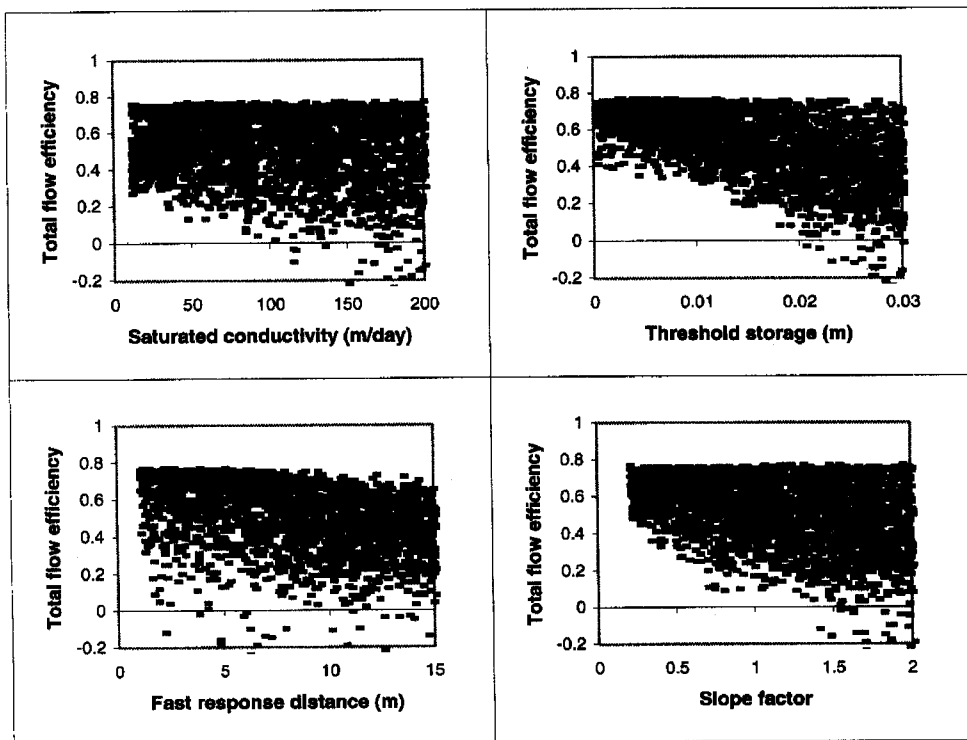 Total flow efficiency
1
0.8
0.6
0.4
0.2
0
-0.2
0 50 100 150 200
Saturated conductivity (m/day)
Total flow efficiency
1
0.8
0.6
0.4
0.2
0
-0.2
0 0.01 0.02 0.03
Threshold storage (m)
Total flow efficiency
1
0.8
0.6
0.4
0.2
0
-0.2
0 5 10 15
Fast response distance (m)
Total flow efficiency
1
0.8
0.6
0.4
0.2
0
-0.2
0 0.5 1 1.5 2
Slope factor